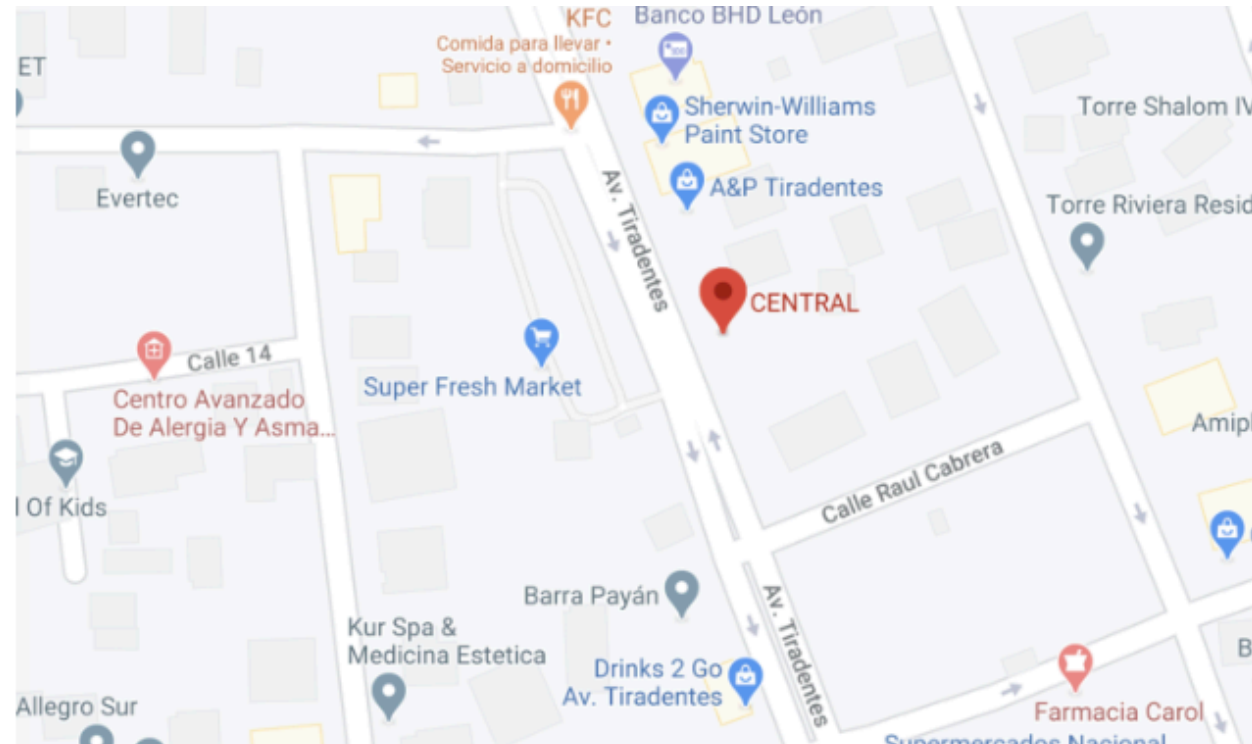 KFC
Comida para llevar •
Servicio a domicilio
Banco BHD León
ET
Sherwin-Williams
Paint Store
Torre Shalom IV
Evertec
A&P Tiradentes
Torre Riviera Resid
Av. Tiradentes
CENTRAL
Calle 14
Super Fresh Market
Centro Avanzado
De Alergia Y Asma...
Amipl
Calle Raul Cabrera
l Of Kids
Barra Payán
Av. Tiradentes
Kur Spa &
Medicina Estetica
Drinks 2 Go
Av. Tiradentes
B
Allegro Sur
Farmacia Carol
Supermercados Nacional